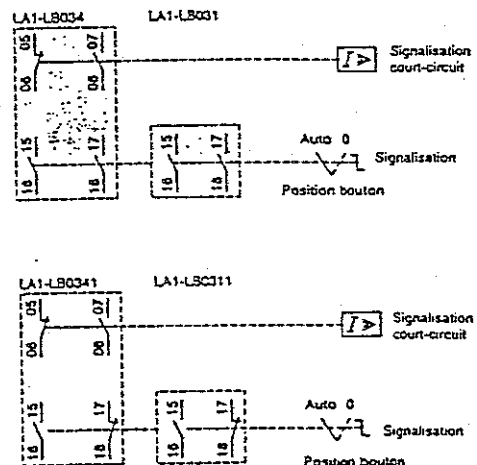 LA1-LB034 LA1-LB031
05 07
06 08
I > Signalisation
court-circuit
15 17 15 17
16 18 16 18
Auto 0
Signalisation
Position bouton
LA1-LB0341 LA1-LB0311
05 07
06 08
I > Signalisation
court-circuit
15 17 15 17
16 18 16 18
Auto 0
Signalisation
Position bouton